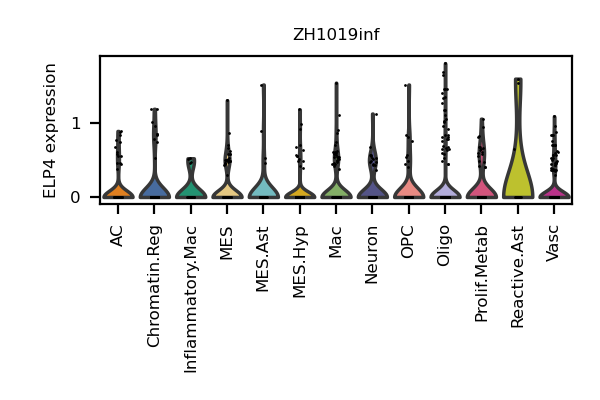 ZH1019inf
ELP4 expression
1
0
AC
Chromatin.Reg
Inflammatory.Mac
MES
MES.Ast
MES.Hyp
Mac
Neuron
OPC
Oligo
Prolif.Metab
Reactive.Ast
Vasc